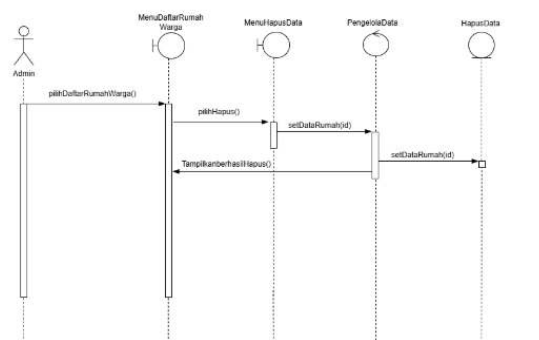 MenuDaftarRumah
Warga
MenuHapusData
PengelolaData
HapusData
Admin
pilihDaftarRumahWarga()
pilihHapus()
setDataRumah(id)
setDataRumah(id)
TampilkanberhasilHapus()